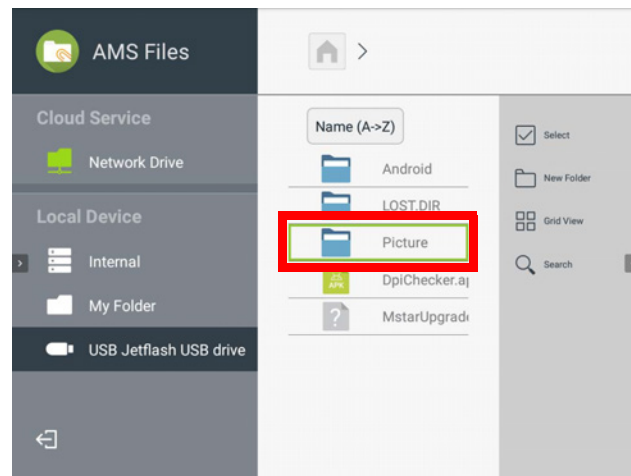 AMS Files
>
Cloud Service
Network Drive
Local Device
Internal
My Folder
USB Jetflash USB drive
Name (A->Z)
Android
LOST.DIR
Picture
APK
DpiChecker.a
?
MstarUpgrad
Select
New Folder
Grid View
Search